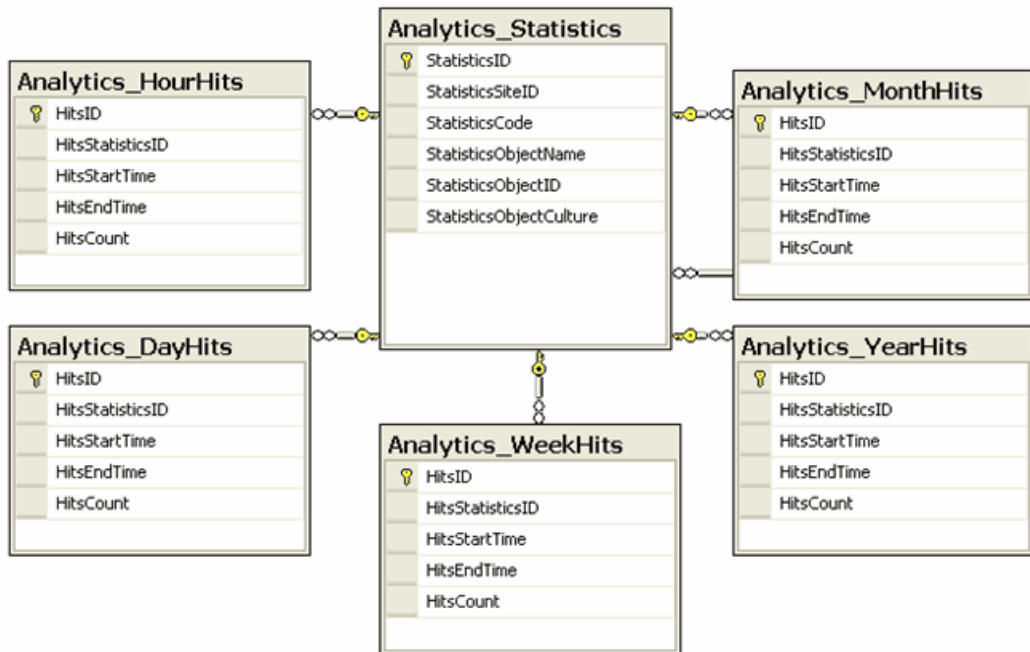 Analytics_Statistics
StatisticsID
StatisticsSiteID
StatisticsCode
StatisticsObjectName
StatisticsObjectID
StatisticsObjectCulture
Analytics_HourHits
HitsID
HitsStatisticsID
HitsStartTime
HitsEndTime
HitsCount
Analytics_MonthHits
HitsID
HitsStatisticsID
HitsStartTime
HitsEndTime
HitsCount
Analytics_DayHits
HitsID
HitsStatisticsID
HitsStartTime
HitsEndTime
HitsCount
Analytics_WeekHits
HitsID
HitsStatisticsID
HitsStartTime
HitsEndTime
HitsCount
Analytics_YearHits
HitsID
HitsStatisticsID
HitsStartTime
HitsEndTime
HitsCount